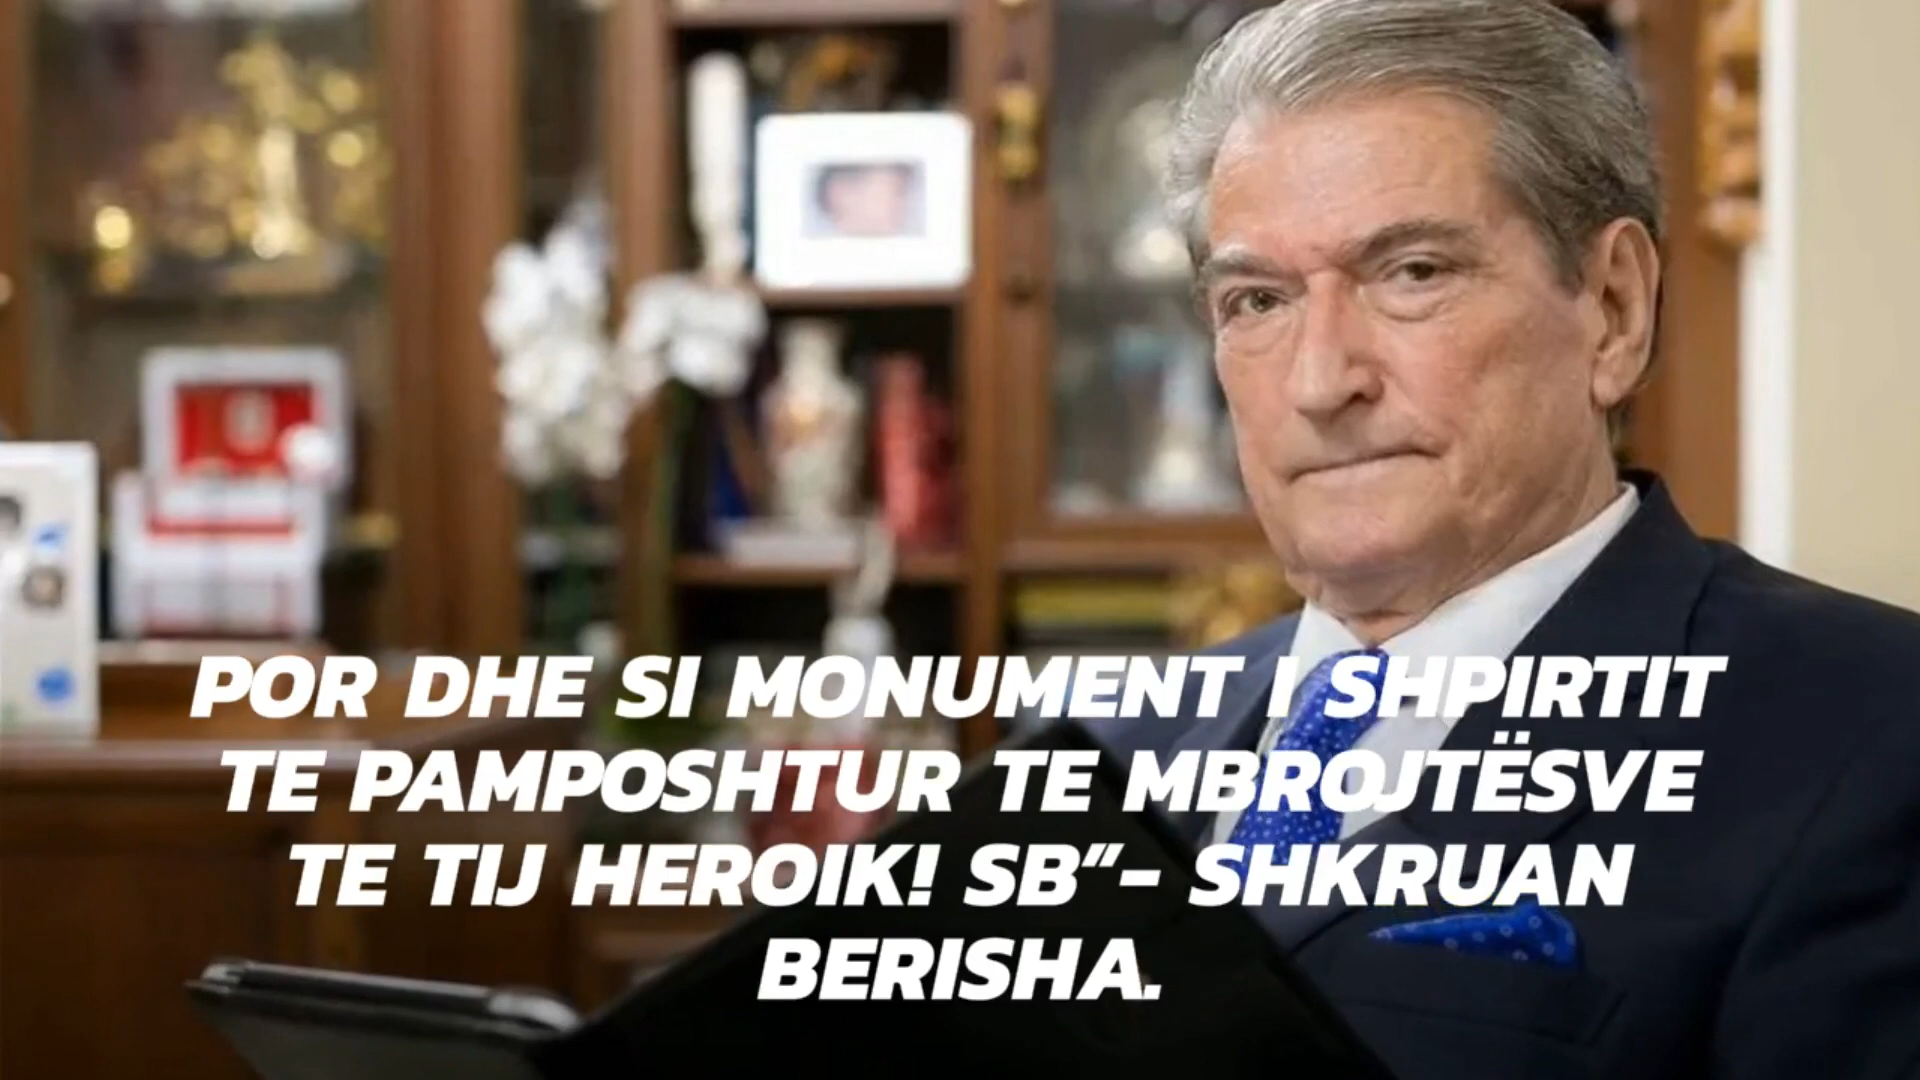 POR DHE SI MONUMENT I SHPIRTIT
TE PAMPOSHTUR TE MBROJTËSVE
TE TIJ HEROIK! SB”- SHKRUAN
BERISHA.